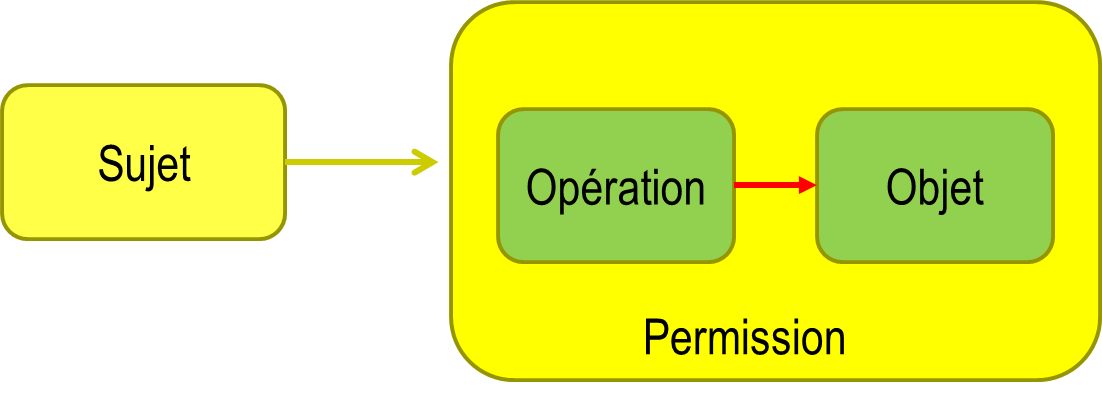 Sujet
Opération
Objet
Permission